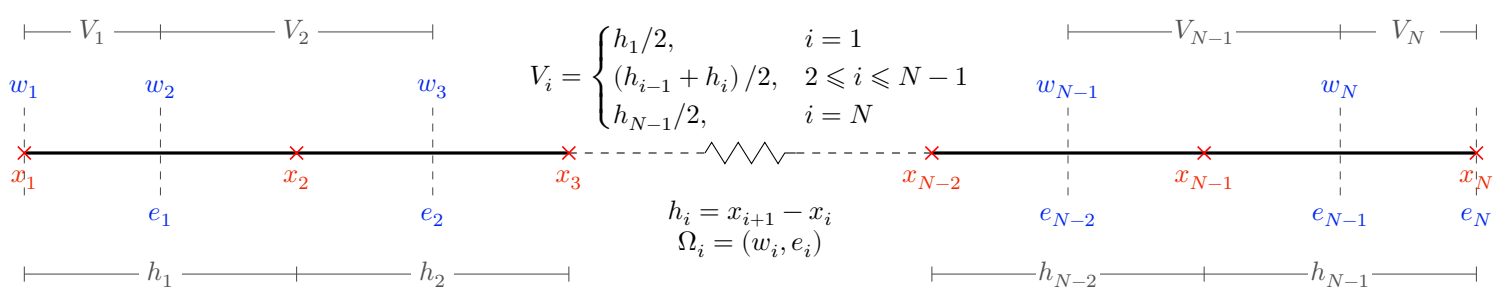 V_1 V_2 V_{N−1} V_N
V_i = { h_1/2, i = 1
(h_{i−1} + h_i) /2, 2 ⩽ i ⩽ N − 1
h_{N−1}/2, i = N
w_1 w_2 w_3 w_{N−1} w_N
x_1 x_2 x_3 x_{N−2} x_{N−1} x_N
e_1 e_2 e_{N−2} e_{N−1} e_N
h_i = x_{i+1} − x_i
Ω_i = (w_i, e_i)
h_1 h_2 h_{N−2} h_{N−1}